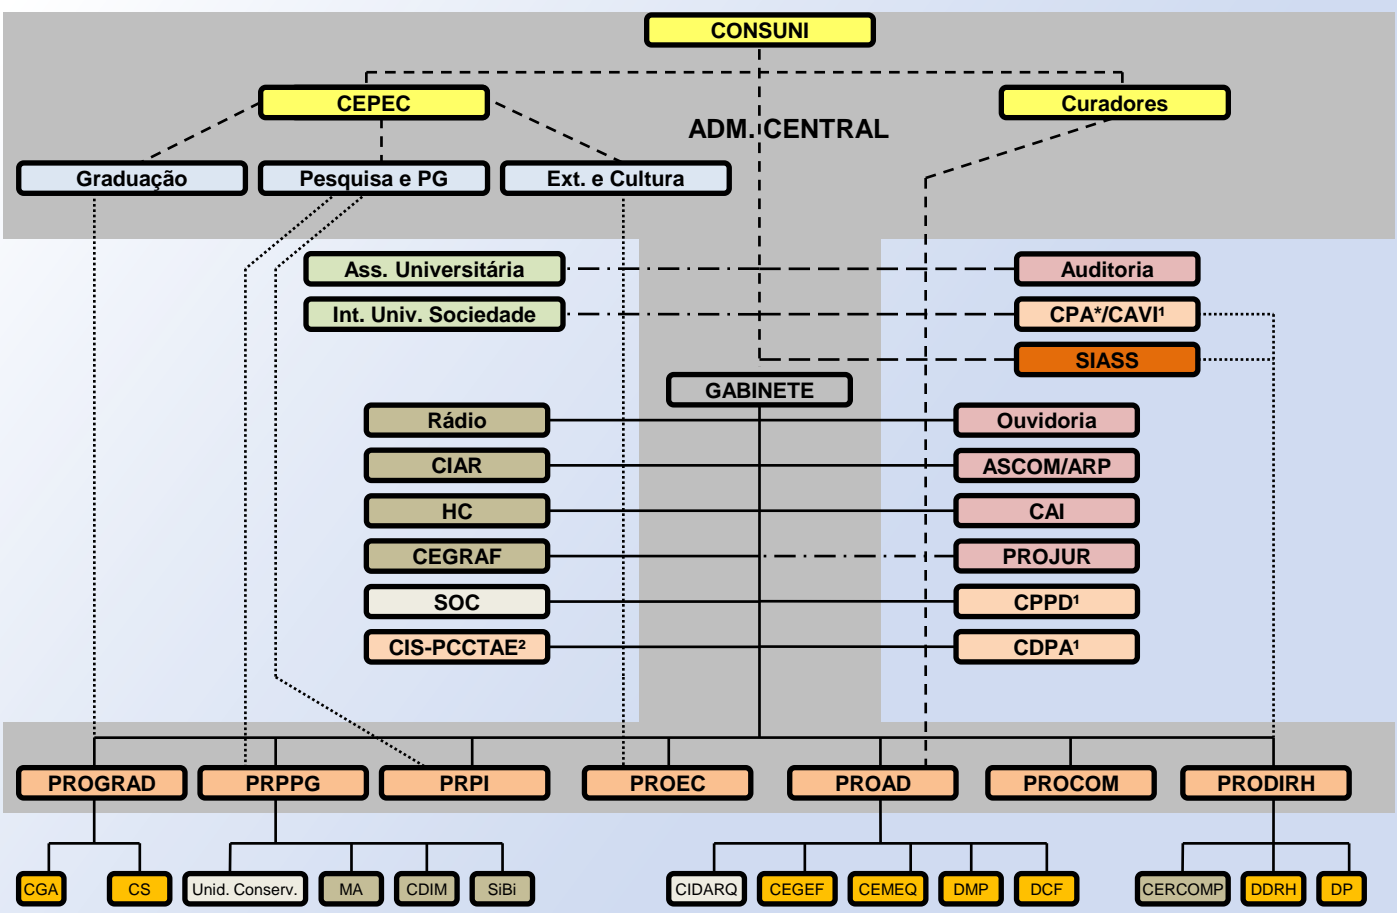 CONSUNI
CEPEC
Curadores
ADM. CENTRAL
Graduação
Pesquisa e PG
Ext. e Cultura
Ass. Universitária
Auditoria
Int. Univ. Sociedade
CPA*/CAVI¹
SIASS
GABINETE
Rádio
Ouvidoria
CIAR
ASCOM/ARP
HC
CAI
CEGRAF
PROJUR
SOC
CPPD¹
CIS-PCCTAE²
CDPA¹
PROGRAD
PRPPG
PRPI
PROEC
PROAD
PROCOM
PRODIRH
CGA
CS
Unid. Conserv.
MA
CDIM
SiBi
CIDARQ
CEGEF
CEMEQ
DMP
DCF
CERCOMP
DDRH
DP